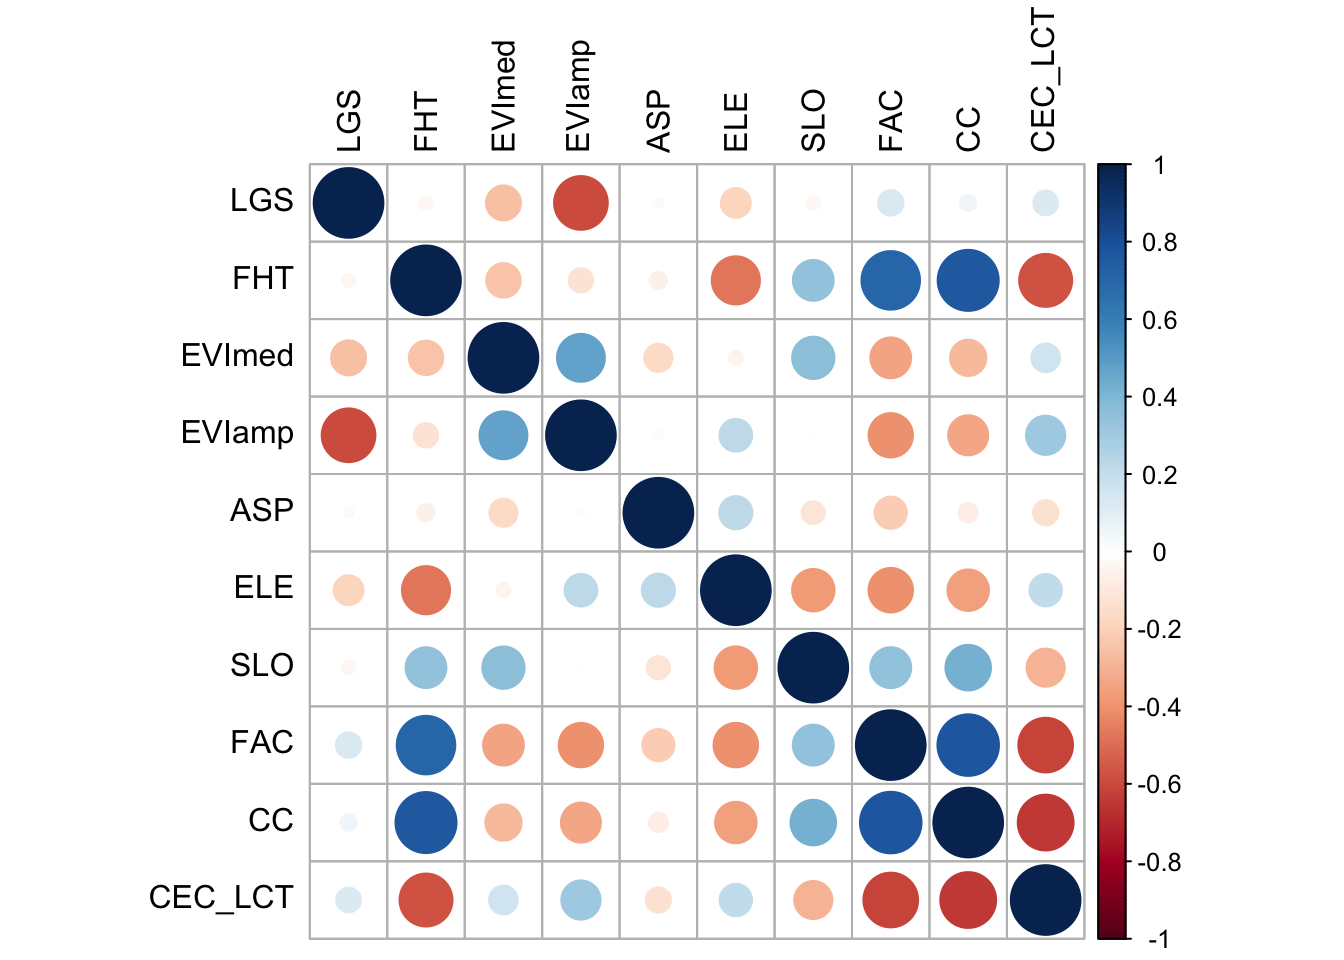 LGS
FHT
EVImed
EVIamp
ASP
ELE
SLO
FAC
CC
CEC_LCT
LGS
FHT
EVImed
EVIamp
ASP
ELE
SLO
FAC
CC
CEC_LCT
1
0.8
0.6
0.4
0.2
0
-0.2
-0.4
-0.6
-0.8
-1